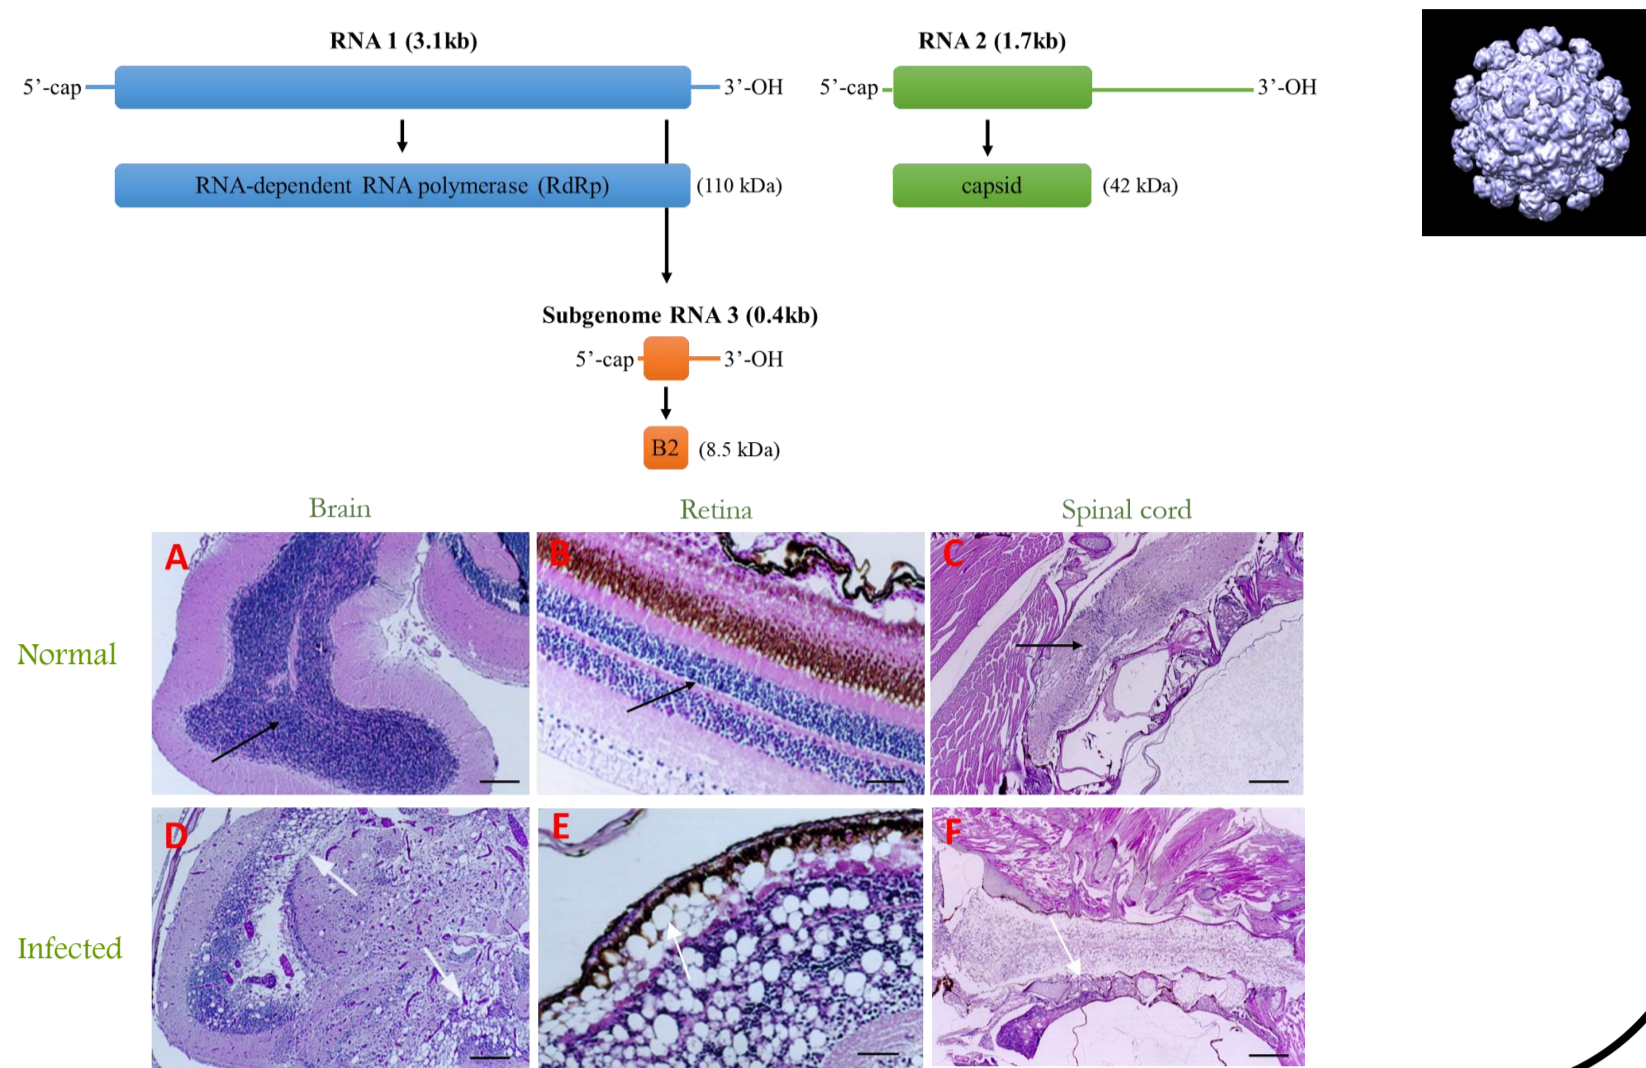 RNA 1 (3.1kb)
RNA 2 (1.7kb)
5’-cap
3’-OH
5’-cap
3’-OH
RNA-dependent RNA polymerase (RdRp)
(110 kDa)
capsid
(42 kDa)
Subgenome RNA 3 (0.4kb)
5’-cap
3’-OH
B2
(8.5 kDa)
Brain
Retina
Spinal cord
Normal
A
B
C
Infected
D
E
F